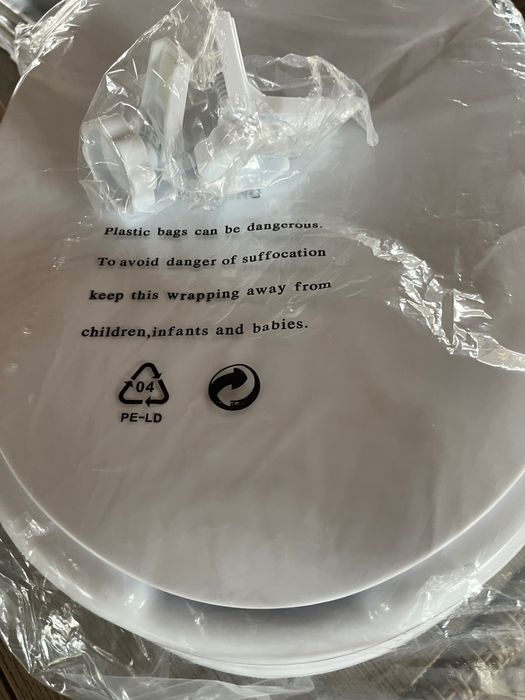 Plastic bags can be dangerous.
To avoid danger of suffocation
keep this wrapping away from
children,infants and babies.
04
PE-LD